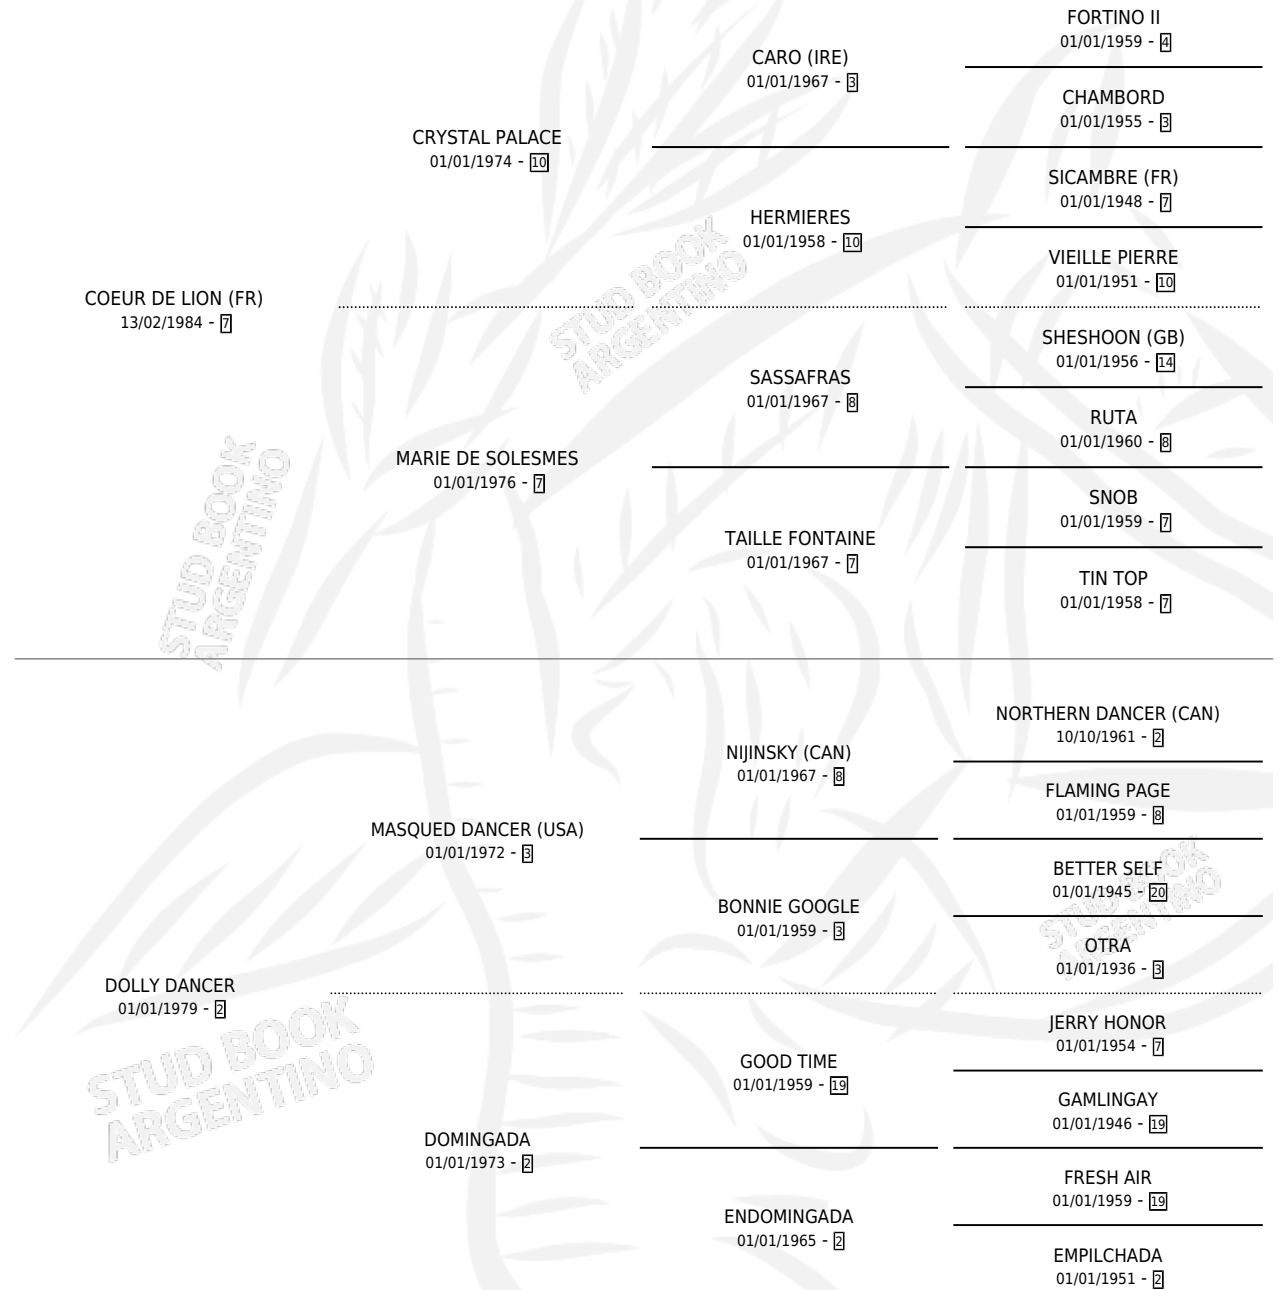 FORTINO II
01/01/1959 - 4
CARO (IRE)
01/01/1967 - 3
CHAMBORD
01/01/1955 - 3
CRYSTAL PALACE
01/01/1974 - 10
SICAMBRE (FR)
01/01/1948 - 7
HERMIERES
01/01/1958 - 10
VIEILLE PIERRE
01/01/1951 - 10
COEUR DE LION (FR)
13/02/1984 - 7
SHESHOON (GB)
01/01/1956 - 14
SASSAFRAS
01/01/1967 - 8
RUTA
01/01/1960 - 8
MARIE DE SOLESMES
01/01/1976 - 7
SNOB
01/01/1959 - 7
TAILLE FONTAINE
01/01/1967 - 7
TIN TOP
01/01/1958 - 7
STUD BOOK
ARGENTINO
STUD BOOK
ARGENTINO
NORTHERN DANCER (CAN)
10/10/1961 - 2
NIJINSKY (CAN)
01/01/1967 - 8
FLAMING PAGE
01/01/1959 - 8
MASQUED DANCER (USA)
01/01/1972 - 3
BETTER SELF
01/01/1945 - 20
BONNIE GOOGLE
01/01/1959 - 3
OTRA
01/01/1936 - 3
DOLLY DANCER
01/01/1979 - 2
JERRY HONOR
01/01/1954 - 7
GOOD TIME
01/01/1959 - 19
GAMLINGAY
01/01/1946 - 19
DOMINGADA
01/01/1973 - 2
FRESH AIR
01/01/1959 - 19
ENDOMINGADA
01/01/1965 - 2
EMPILCHADA
01/01/1951 - 2
STUD BOOK
ARGENTINO
STUD BOOK
ARGENTINO